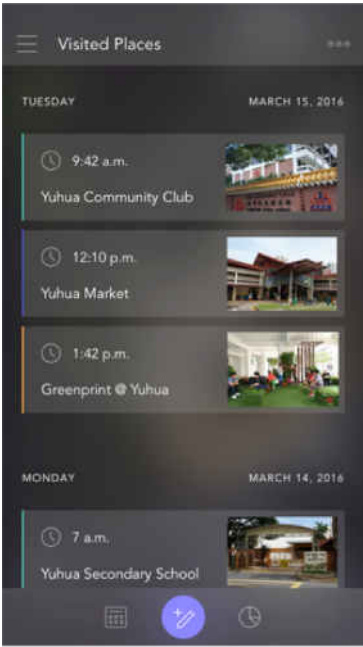 Visited Places
TUESDAY MARCH 15, 2016
9:42 a.m.
Yuhua Community Club
12:10 p.m.
Yuhua Market
1:42 p.m.
Greenprint @ Yuhua
MONDAY MARCH 14, 2016
7 a.m.
Yuhua Secondary School